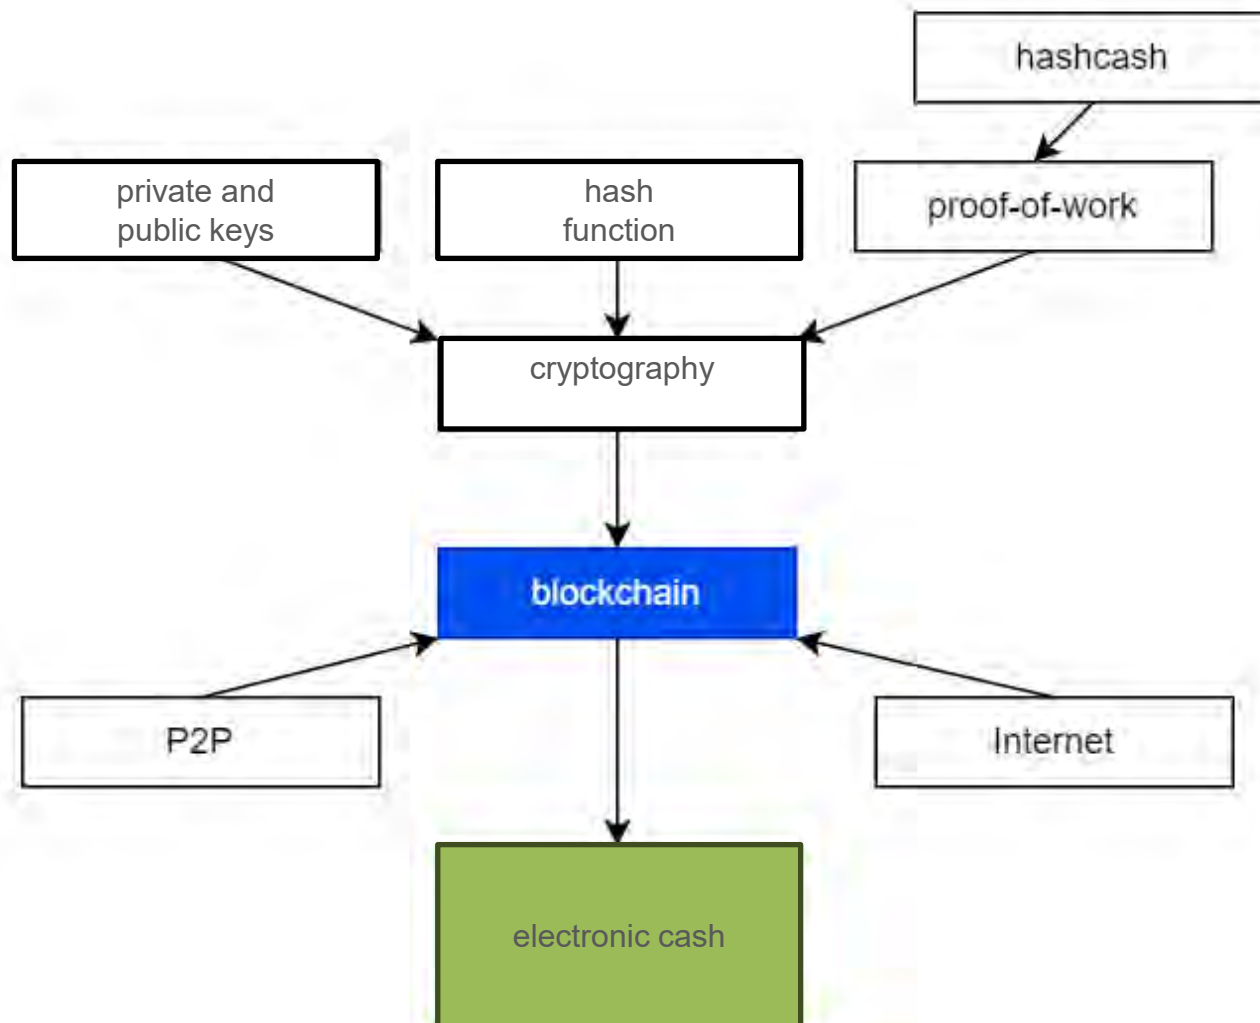 hashcash
private and
public keys
hash
function
proof-of-work
cryptography
blockchain
P2P
Internet
electronic cash